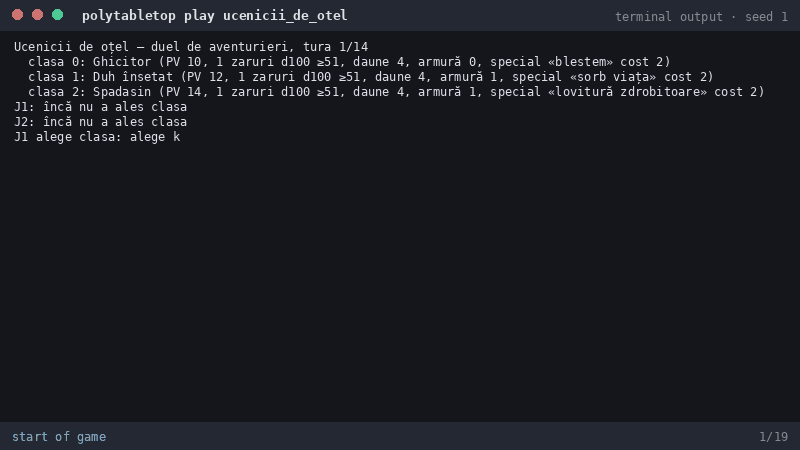 polytabletop play ucenicii_de_otel
terminal output · seed 1
Ucenicii de oțel — duel de aventurieri, tura 1/14
clasa 0: Ghicitor (PV 10, 1 zaruri d100 ≥51, daune 4, armură 0, special «blestem» cost 2)
clasa 1: Duh însetat (PV 12, 1 zaruri d100 ≥51, daune 4, armură 1, special «sorb viața» cost 2)
clasa 2: Spadasin (PV 14, 1 zaruri d100 ≥51, daune 4, armură 1, special «lovitură zdrobitoare» cost 2)
J1: încă nu a ales clasa
J2: încă nu a ales clasa
J1 alege clasa: alege k
start of game
1/19